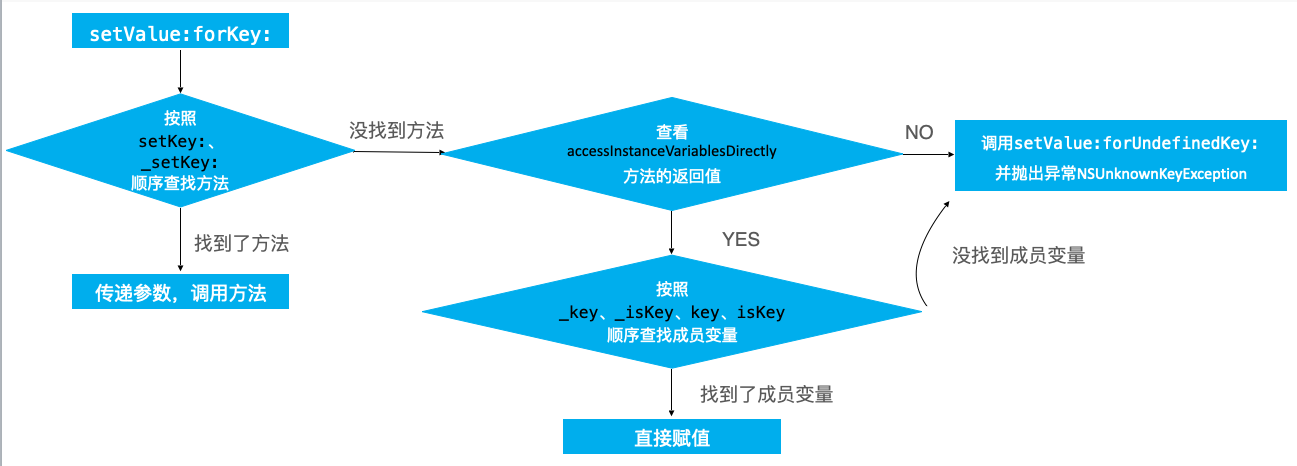 setValue:forKey:
按照
setKey:、
_setKey:
顺序查找方法
没找到方法
找到了方法
传递参数，调用方法
查看
accessInstanceVariablesDirectly
方法的返回值
NO
调用setValue:forUndefinedKey:
并抛出异常NSUnknownKeyException
YES
没找到成员变量
按照
_key、_isKey、key、isKey
顺序查找成员变量
找到了成员变量
直接赋值